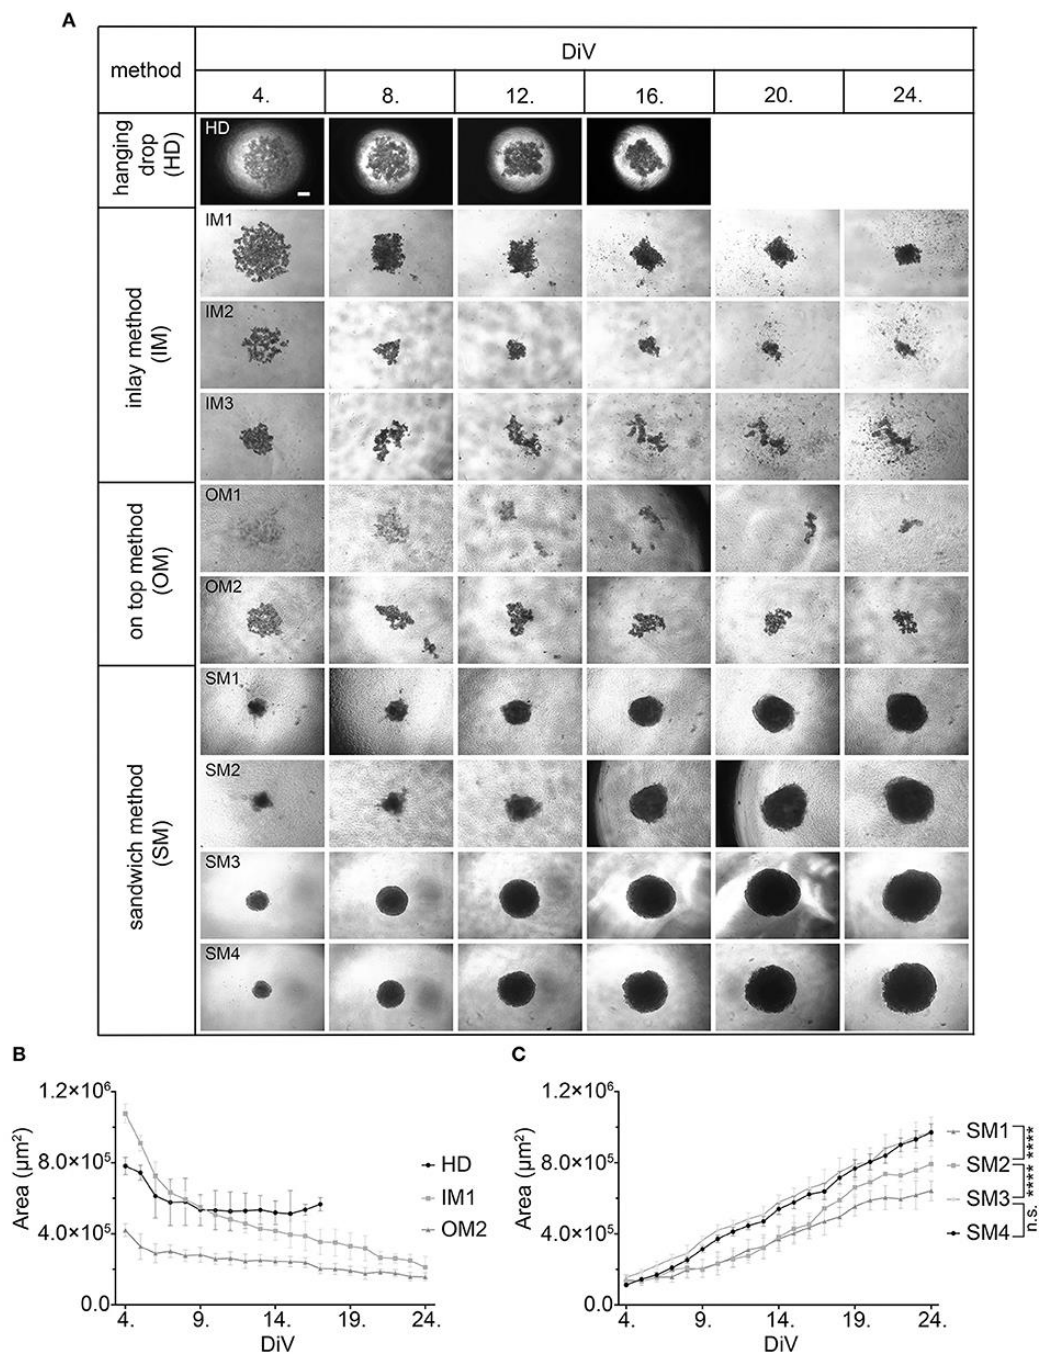 A
method
DiV
4. 8. 12. 16. 20. 24.
hanging
drop
(HD)
HD
inlay method
(IM)
IM1
IM2
IM3
on top method
(OM)
OM1
OM2
sandwich method
(SM)
SM1
SM2
SM3
SM4
B
Area (µm²)
1.2×10⁶
8.0×10⁵
4.0×10⁵
0.0
4. 9. 14. 19. 24.
DiV
HD
IM1
OM2
C
Area (µm²)
1.2×10⁶
8.0×10⁵
4.0×10⁵
0.0
4. 9. 14. 19. 24.
DiV
SM1
SM2
SM3
SM4
****
****
n.s.